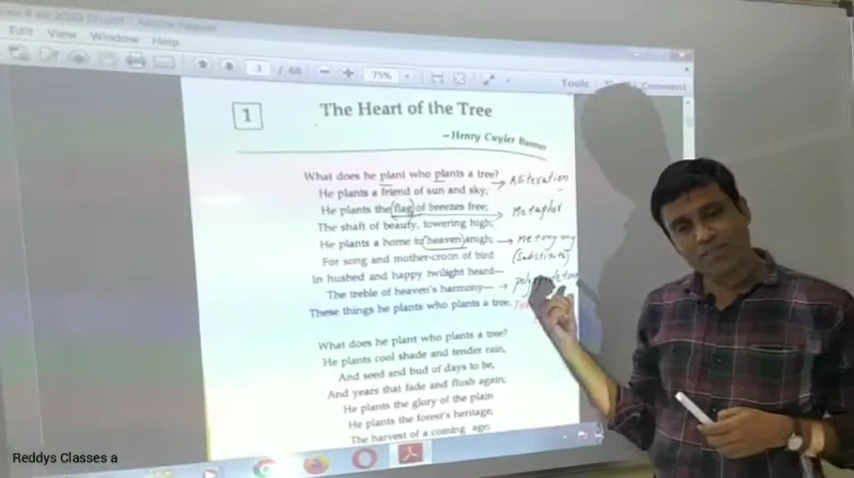 Edit View Window Help
3 / 68 75% Tools Comment
1 The Heart of the Tree
–Henry Cuyler Bunner
What does he plant who plants a tree? → Aliteration
He plants a friend of sun and sky;
He plants the flag of breezes free; → Metaphor
The shaft of beauty, towering high;
He plants a home to heaven anigh; → Metonymy
For song and mother-croon of bird (Substitute)
In hushed and happy twilight heard—
The treble of heaven's harmony— →
These things he plants who plants a tree.
What does he plant who plants a tree?
He plants cool shade and tender rain,
And seed and bud of days to be,
And years that fade and flush again;
He plants the glory of the plain
He plants the forest's heritage;
The harvest of a coming age;
Reddys Classes a